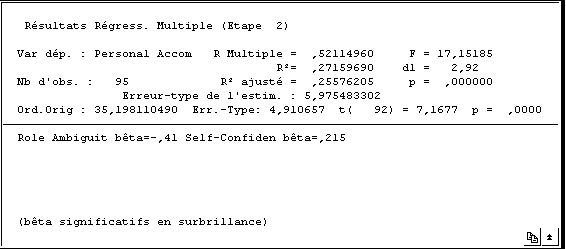 Résultats Régress. Multiple (Etape 2)
Var dép. : Personal Accom R Multiple = ,52114960 F = 17,15185
R²= ,27159690 dl = 2,92
Nb d'obs. : 95 R² ajusté = ,25576205 p = ,000000
Erreur-type de l'estim. : 5,975483302
Ord.Orig : 35,198110490 Err.-Type: 4,910657 t( 92) = 7,1677 p = ,0000
Role Ambiguit bêta=-,41 Self-Confiden bêta=,215
(bêta significatifs en surbrillance)